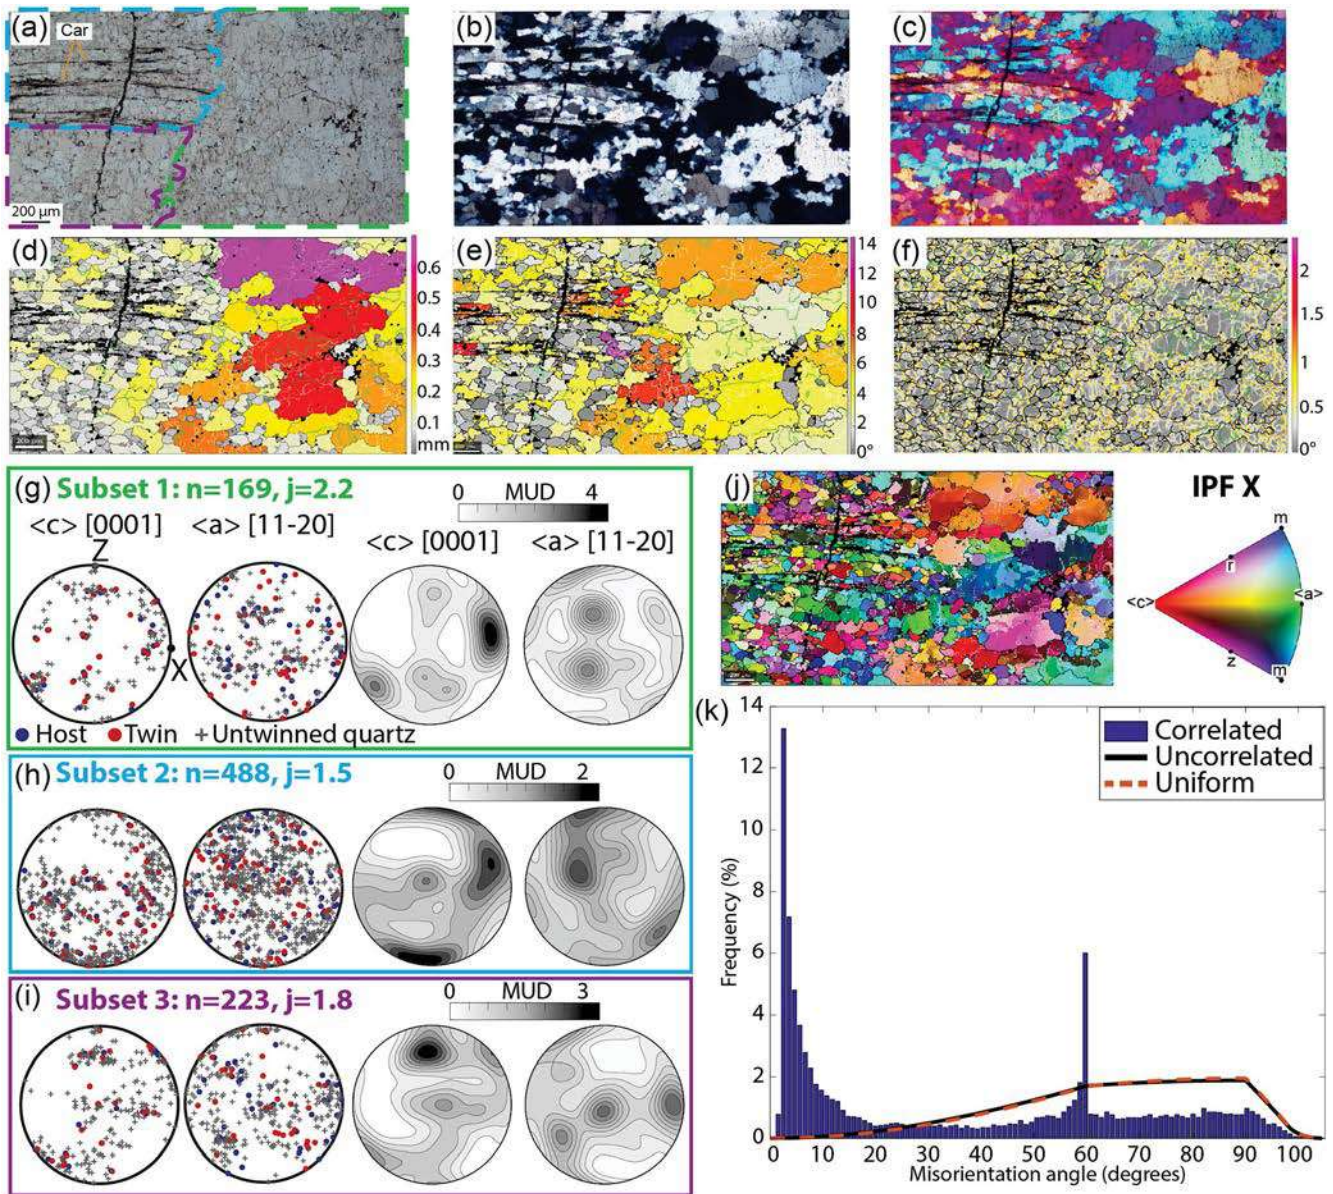 (a)
Car
200 µm
(b)
(c)
(d)
0.6
0.5
0.4
0.3
0.2
0.1
mm
(e)
14
12
10
8
6
4
2
0°
(f)
2
1.5
1
0.5
0°
(g) Subset 1: n=169, j=2.2
0 MUD 4
<c> [0001] <a> [11-20] <c> [0001] <a> [11-20]
Z
X
Host Twin Untwinned quartz
(h) Subset 2: n=488, j=1.5
0 MUD 2
(i) Subset 3: n=223, j=1.8
0 MUD 3
(j)
IPF X
m
r
<c>
<a>
z
m
(k)
14
12
10
8
6
4
2
0
Frequency (%)
Correlated
Uncorrelated
Uniform
0 10 20 30 40 50 60 70 80 90 100
Misorientation angle (degrees)